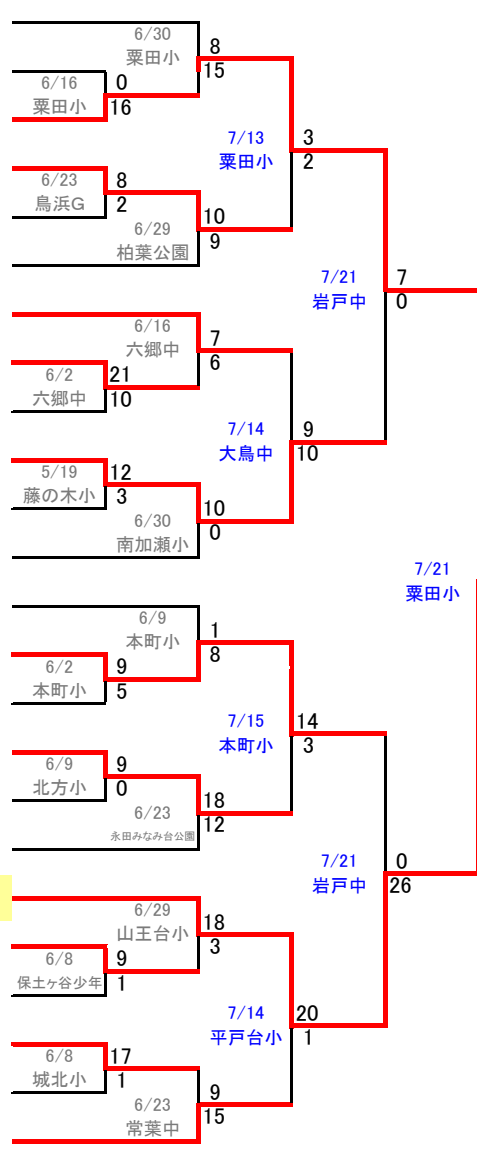 6/30
粟田小
8
15
6/16
粟田小
0
16
7/13
粟田小
3
2
6/23
鳥浜G
8
2
6/29
柏葉公園
10
9
7/21
岩戸中
7
0
6/16
六郷中
7
6
6/2
六郷中
21
10
7/14
大鳥中
9
10
5/19
藤の木小
12
3
6/30
南加瀬小
10
0
7/21
粟田小
6/9
本町小
1
8
6/2
本町小
9
5
7/15
本町小
14
3
6/9
北方小
9
0
6/23
永田みなみ台公園
18
12
7/21
岩戸中
0
26
6/29
山王台小
18
3
6/8
保土ヶ谷少年
9
1
7/14
平戸台小
20
1
6/8
城北小
17
1
6/23
常葉中
9
15